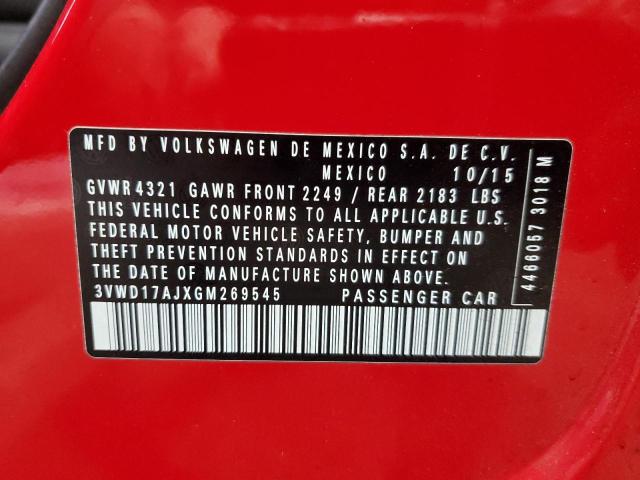 MFD BY VOLKSWAGEN DE MEXICO S.A. DE C.V.
MEXICO 10/15
GVWR 4321 GAWR FRONT 2249 / REAR 2183 LBS
THIS VEHICLE CONFORMS TO ALL APPLICABLE U.S.
FEDERAL MOTOR VEHICLE SAFETY, BUMPER AND
THEFT PREVENTION STANDARDS IN EFFECT ON
THE DATE OF MANUFACTURE SHOWN ABOVE.
3VWD17AJXGM269545 PASSENGER CAR
4466057 3018M